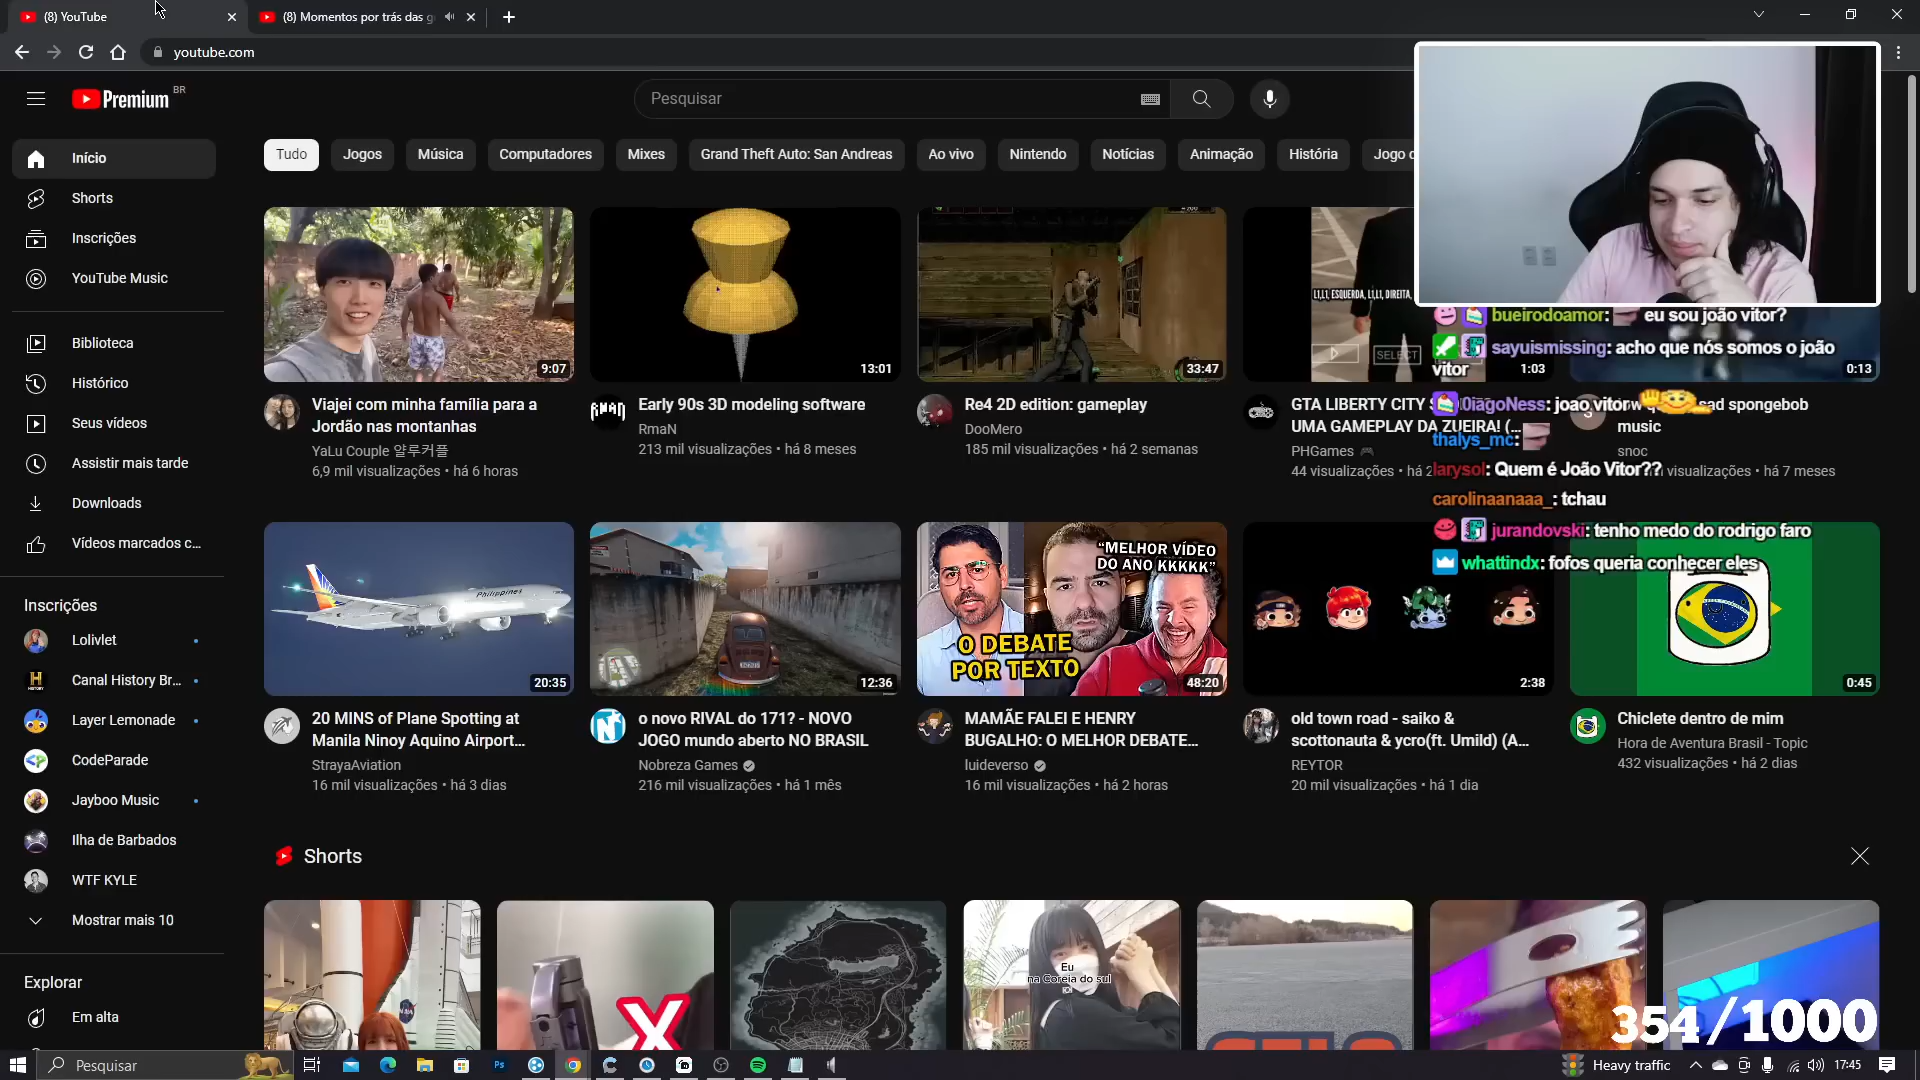 (8) YouTube
(8) Momentos por trás das g
youtube.com
Premium BR
Pesquisar
Início
Shorts
Inscrições
YouTube Music
Biblioteca
Histórico
Seus vídeos
Assistir mais tarde
Downloads
Vídeos marcados c...
Inscrições
Lolivlet
Canal History Br...
Layer Lemonade
CodeParade
Jayboo Music
Ilha de Barbados
WTF KYLE
Mostrar mais 10
Explorar
Em alta
Tudo
Jogos
Música
Computadores
Mixes
Grand Theft Auto: San Andreas
Ao vivo
Nintendo
Notícias
Animação
História
Jogo
9:07
Viajei com minha família para a
Jordão nas montanhas
YaLu Couple 얄루커플
6,9 mil visualizações • há 6 horas
13:01
Early 90s 3D modeling software
RmaN
213 mil visualizações • há 8 meses
33:47
Re4 2D edition: gameplay
DooMero
185 mil visualizações • há 2 semanas
L1,L1, ESQUERDA, L1,L1, DIREITA,
SELECT
1:03
GTA LIBERTY CITY
UMA GAMEPLAY DA ZUEIRA! (...
PHGames
44 visualizações • há 2
0:13
sad spongebob
music
snoc
visualizações • há 7 meses
bueirodoamor: eu sou joão vitor?
sayuismissing: acho que nós somos o joão
vitor
0iagoNess: joao vitor
thalys_mc:
larysol: Quem é João Vitor??
carolinaanaaa_: tchau
jurandovski: tenho medo do rodrigo faro
whattindx: fofos queria conhecer eles
Philippines
20:35
20 MINS of Plane Spotting at
Manila Ninoy Aquino Airport...
StrayaAviation
16 mil visualizações • há 3 dias
12:36
o novo RIVAL do 171? - NOVO
JOGO mundo aberto NO BRASIL
Nobreza Games
216 mil visualizações • há 1 mês
"MELHOR VÍDEO
DO ANO KKKKK"
O DEBATE
POR TEXTO
48:20
MAMÃE FALEI E HENRY
BUGALHO: O MELHOR DEBATE...
luideverso
16 mil visualizações • há 2 horas
2:38
old town road - saiko &
scottonauta & ycro(ft. Umild) (A...
REYTOR
20 mil visualizações • há 1 dia
0:45
Chiclete dentro de mim
Hora de Aventura Brasil - Topic
432 visualizações • há 2 dias
Shorts
X
Eu
na Coreia do sul
354/1000
Pesquisar
Heavy traffic
17:45